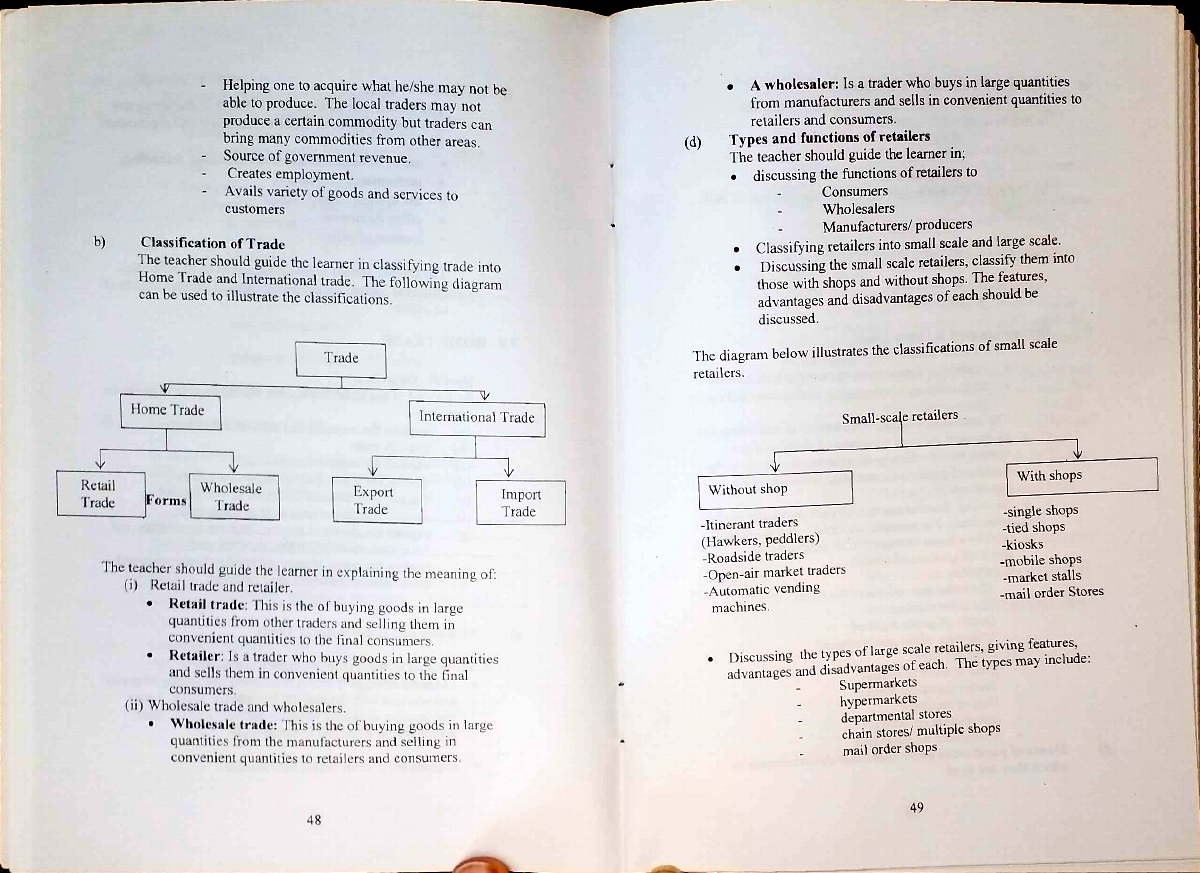 - Helping one to acquire what he/she may not be
able to produce. The local traders may not
produce a certain commodity but traders can
bring many commodities from other areas.
- Source of government revenue.
- Creates employment.
- Avails variety of goods and services to
customers
b) Classification of Trade
The teacher should guide the learner in classifying trade into
Home Trade and International trade. The following diagram
can be used to illustrate the classifications.
Trade
Home Trade
International Trade
Retail
Trade
Forms
Wholesale
Trade
Export
Trade
Import
Trade
The teacher should guide the learner in explaining the meaning of:
(i) Retail trade and retailer.
• Retail trade: This is the of buying goods in large
quantities from other traders and selling them in
convenient quantities to the final consumers.
• Retailer: Is a trader who buys goods in large quantities
and sells them in convenient quantities to the final
consumers.
(ii) Wholesale trade and wholesalers.
• Wholesale trade: This is the of buying goods in large
quantities from the manufacturers and selling in
convenient quantities to retailers and consumers.
48
• A wholesaler: Is a trader who buys in large quantities
from manufacturers and sells in convenient quantities to
retailers and consumers.
(d) Types and functions of retailers
The teacher should guide the learner in;
• discussing the functions of retailers to
- Consumers
- Wholesalers
- Manufacturers/ producers
• Classifying retailers into small scale and large scale.
• Discussing the small scale retailers, classify them into
those with shops and without shops. The features,
advantages and disadvantages of each should be
discussed.
The diagram below illustrates the classifications of small scale
retailers.
Small-scale retailers
Without shop
-Itinerant traders
(Hawkers, peddlers)
-Roadside traders
-Open-air market traders
-Automatic vending
machines.
With shops
-single shops
-tied shops
-kiosks
-mobile shops
-market stalls
-mail order Stores
• Discussing the types of large scale retailers, giving features,
advantages and disadvantages of each. The types may include:
- Supermarkets
- hypermarkets
- departmental stores
- chain stores/ multiple shops
- mail order shops
49